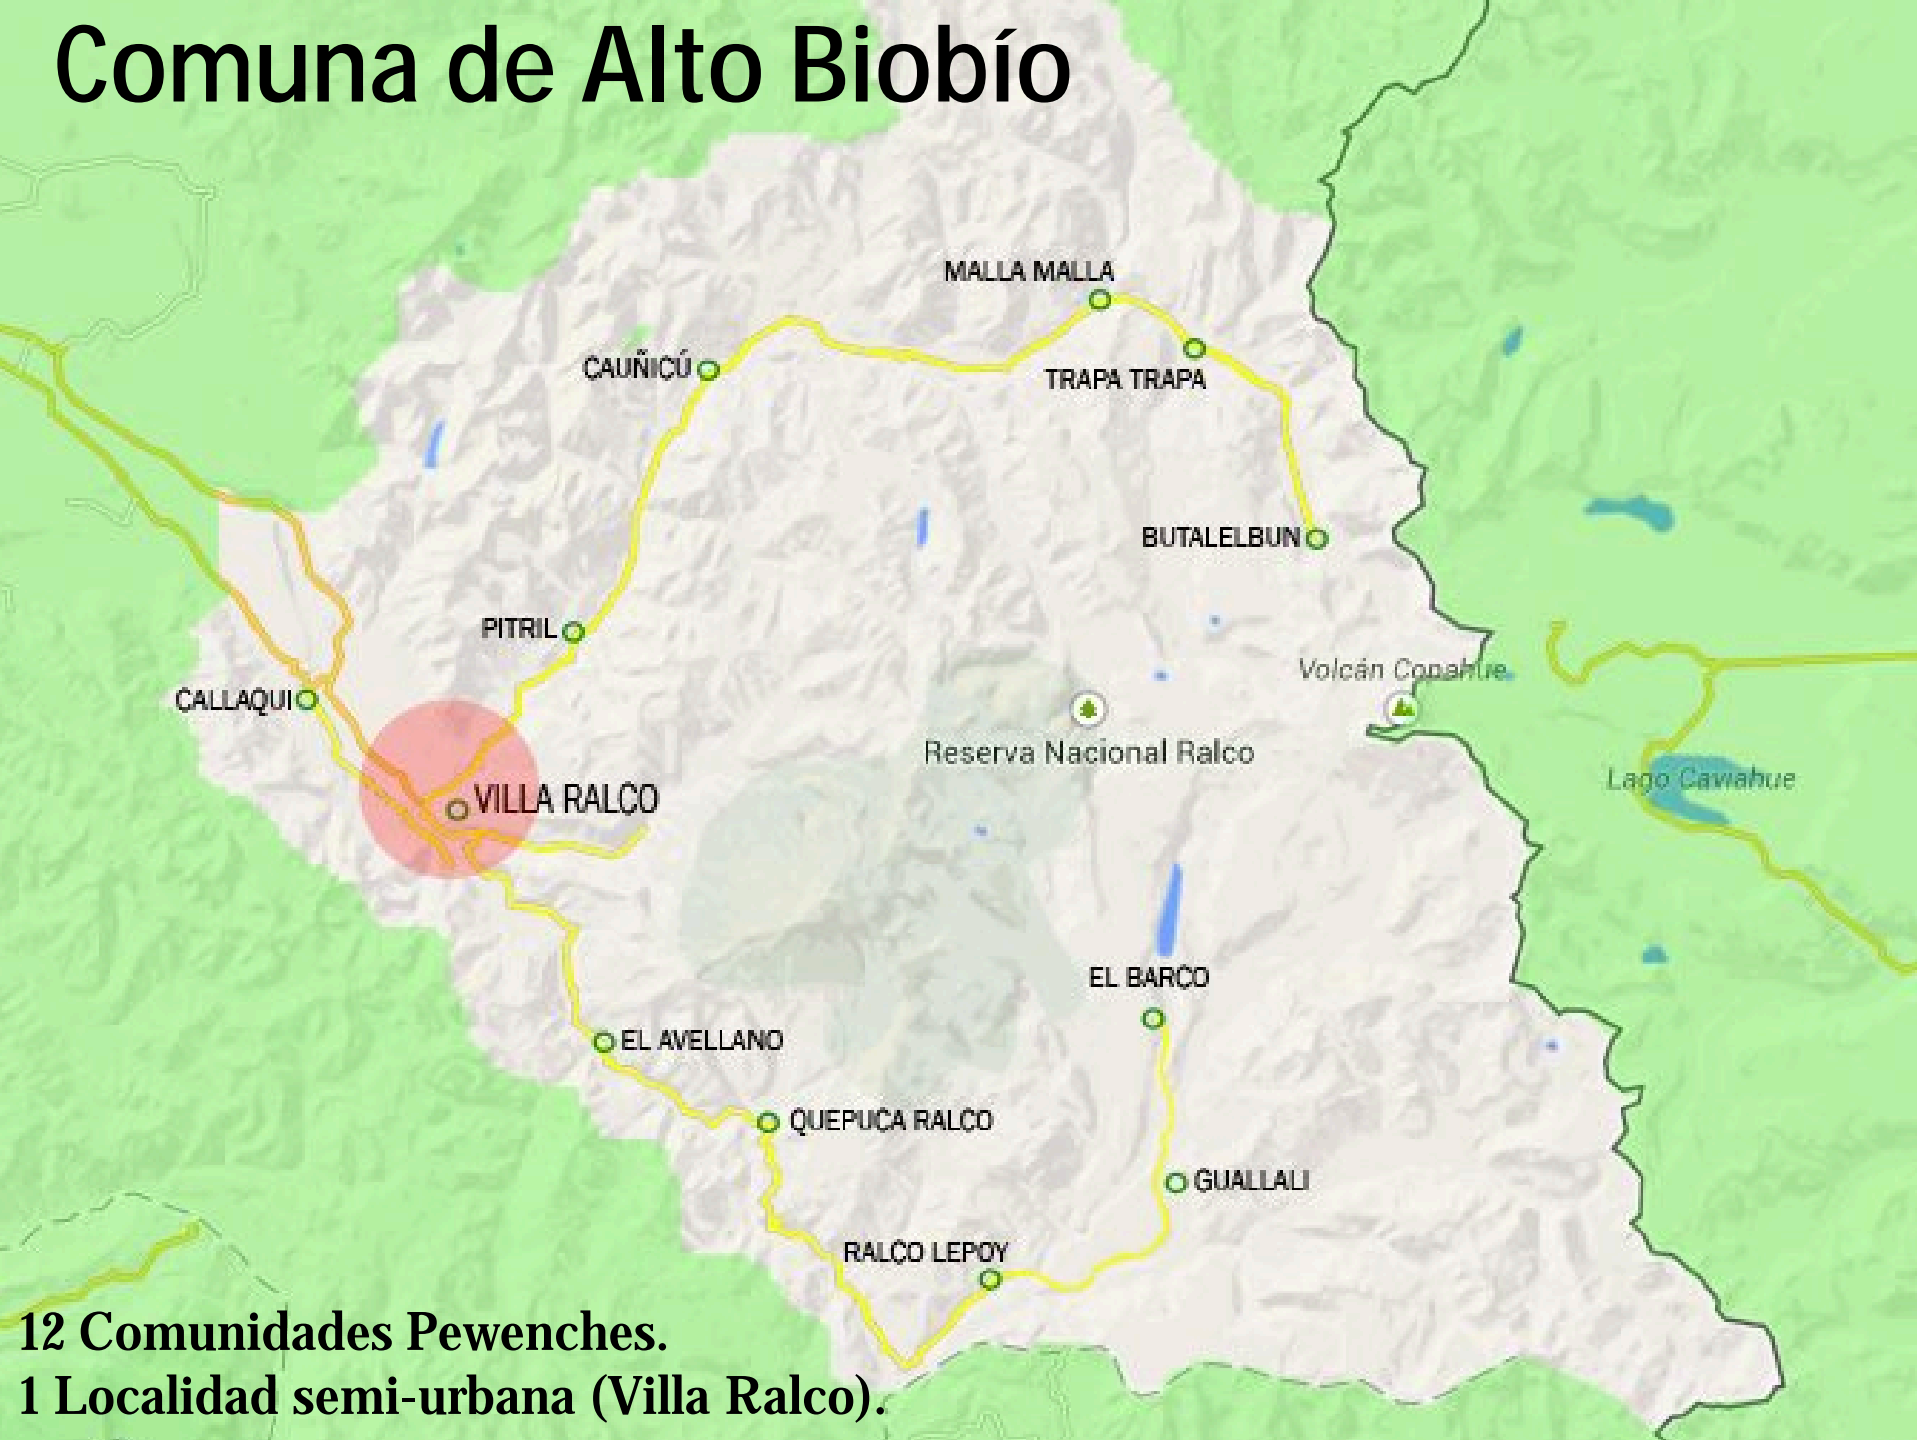 Comuna de Alto Biobío
MALLA MALLA
CAUÑICÚ
TRAPA TRAPA
BUTALELBUN
PITRIL
Volcán Copahue
CALLAQUI
Reserva Nacional Ralco
Lago Caviahue
VILLA RALCO
EL BARCO
EL AVELLANO
QUEPUCA RALCO
GUALLALI
RALCO LEPOY
12 Comunidades Pewenches.
1 Localidad semi-urbana (Villa Ralco).